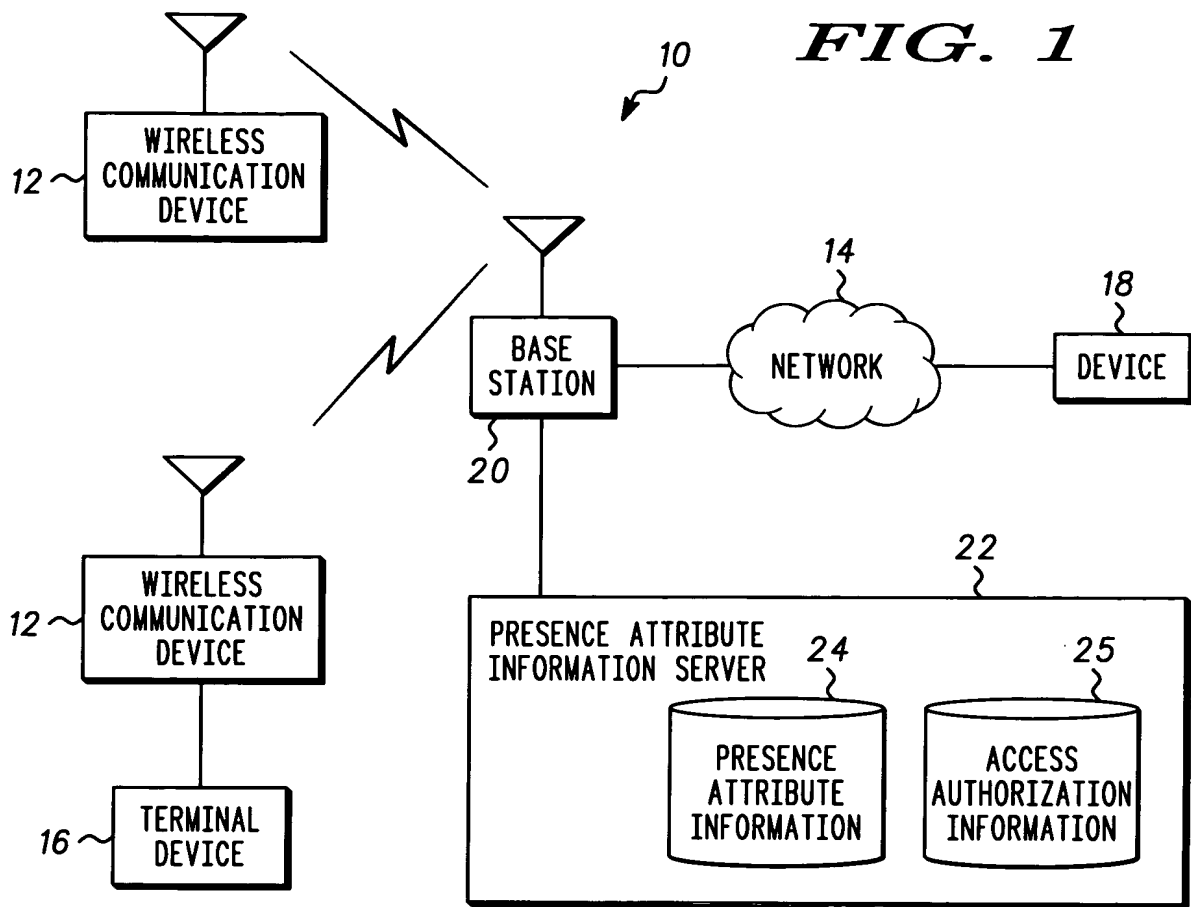 FIG. 1
10
WIRELESS
COMMUNICATION
DEVICE
12
14
18
BASE
STATION
NETWORK
DEVICE
20
WIRELESS
COMMUNICATION
DEVICE
12
22
PRESENCE ATTRIBUTE
INFORMATION SERVER
24
25
PRESENCE
ATTRIBUTE
INFORMATION
ACCESS
AUTHORIZATION
INFORMATION
TERMINAL
DEVICE
16